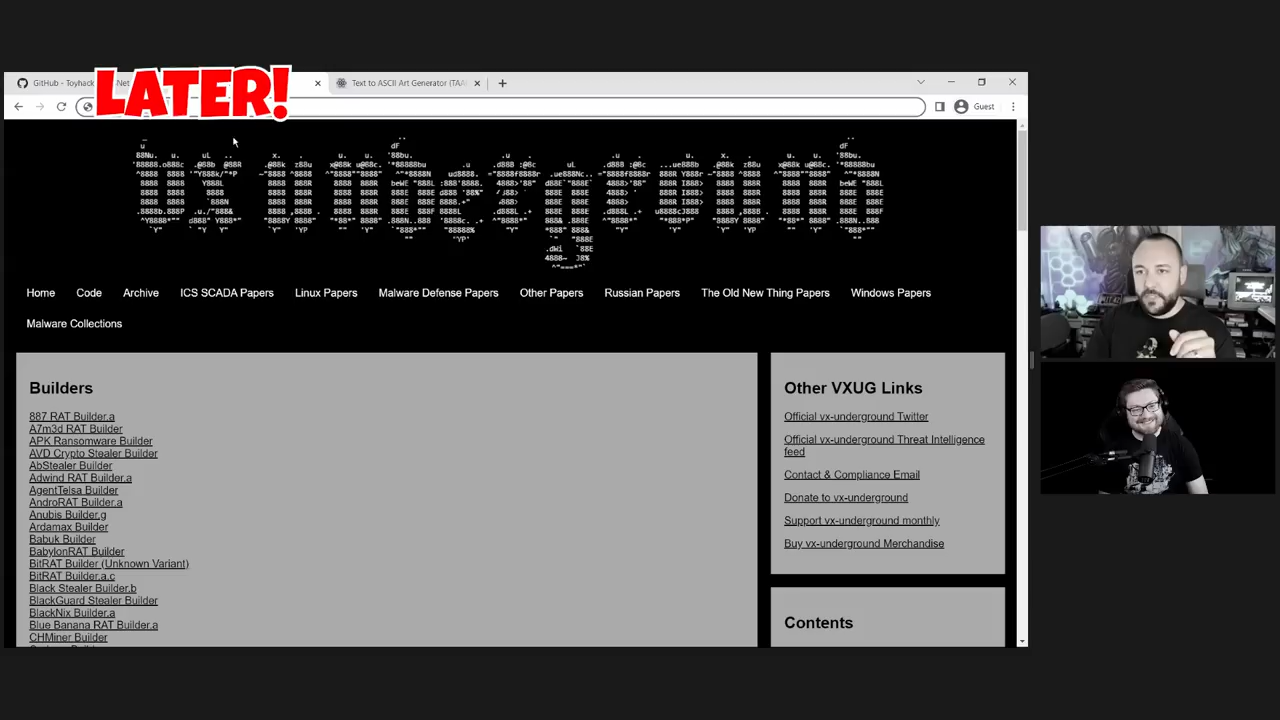 LATER!
GitHub - Toyhack
Net
Text to ASCII Art Generator (TAA
Guest
vx-underground
Home
Code
Archive
ICS SCADA Papers
Linux Papers
Malware Defense Papers
Other Papers
Russian Papers
The Old New Thing Papers
Windows Papers
Malware Collections
Builders
887 RAT Builder.a
A7m3d RAT Builder
APK Ransomware Builder
AVD Crypto Stealer Builder
AbStealer Builder
Adwind RAT Builder.a
AgentTelsa Builder
AndroRAT Builder.a
Anubis Builder.g
Ardamax Builder
Babuk Builder
BabylonRAT Builder
BitRAT Builder (Unknown Variant)
BitRAT Builder.a.c
Black Stealer Builder.b
BlackGuard Stealer Builder
BlackNix Builder.a
Blue Banana RAT Builder.a
CHMiner Builder
Other VXUG Links
Official vx-underground Twitter
Official vx-underground Threat Intelligence
feed
Contact & Compliance Email
Donate to vx-underground
Support vx-underground monthly
Buy vx-underground Merchandise
Contents